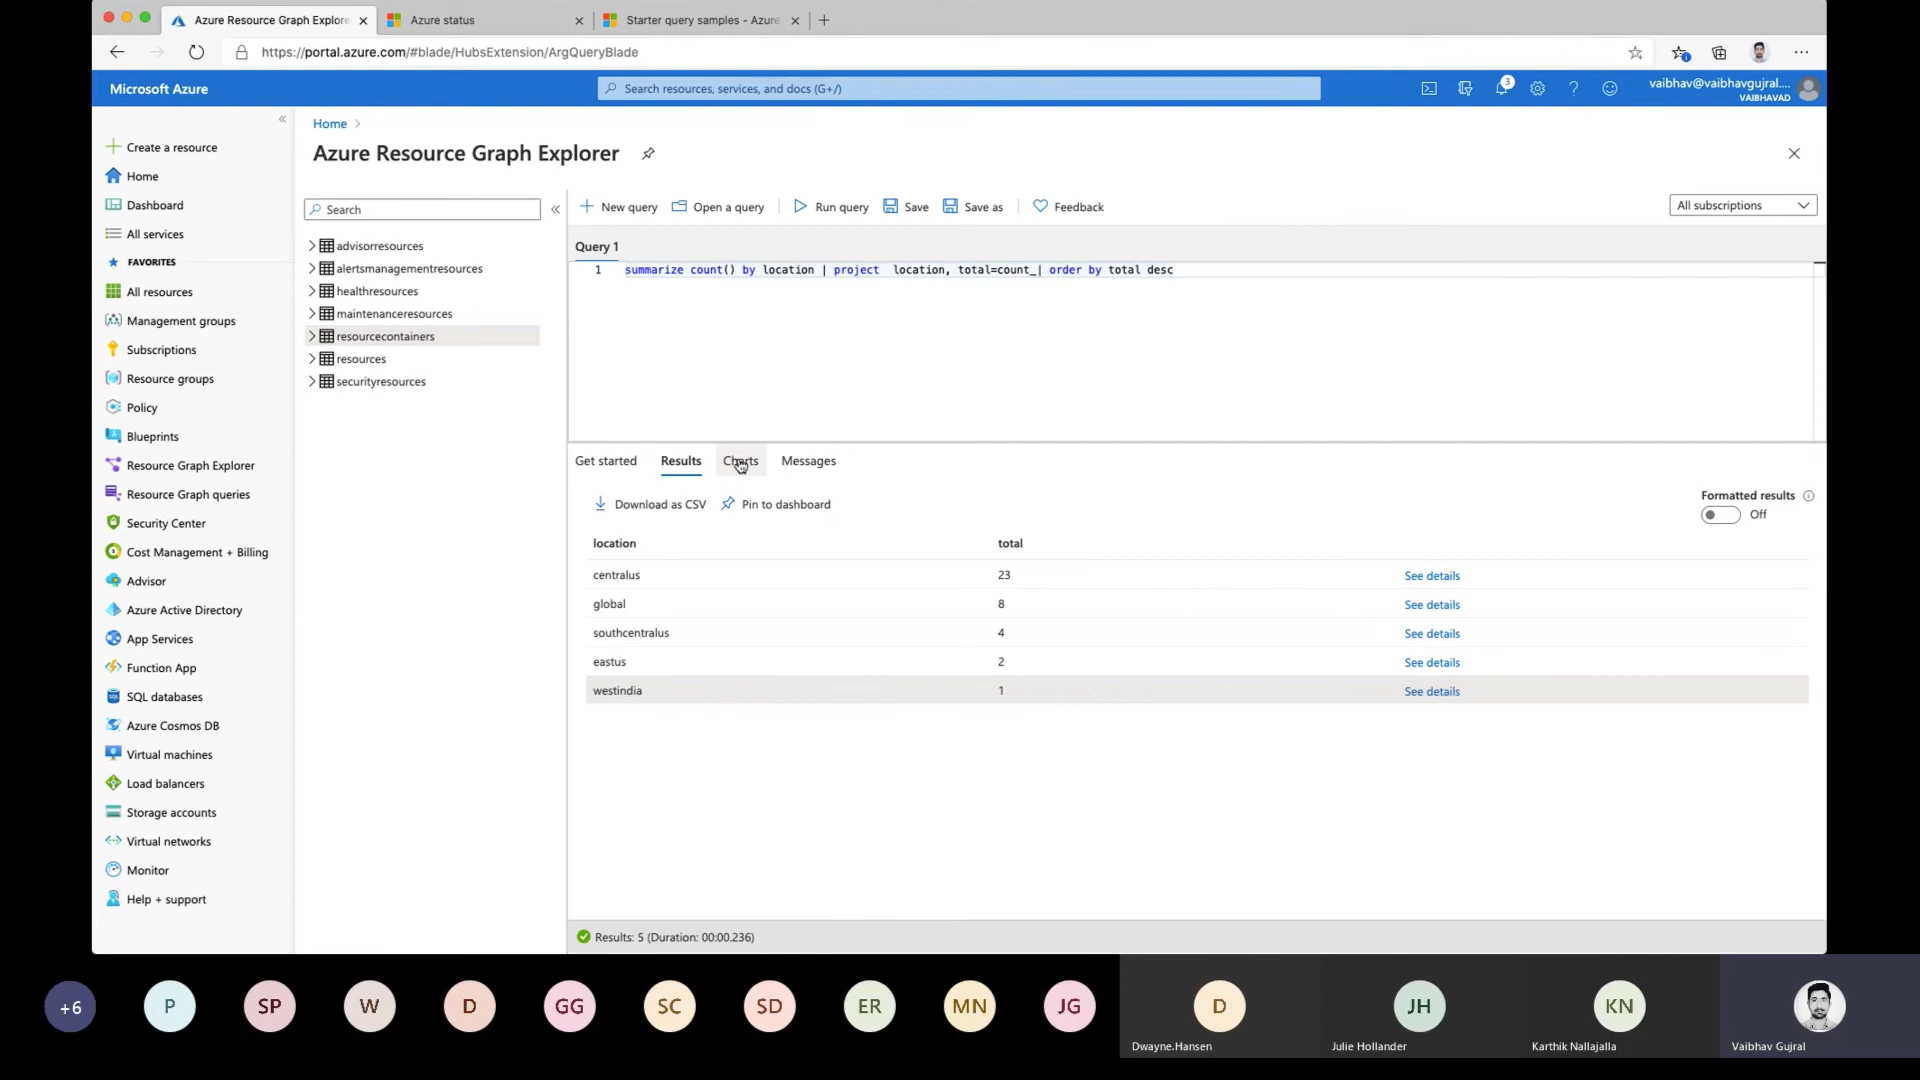 Azure Resource Graph Explore
Azure status
Starter query samples - Azure
https://portal.azure.com/#blade/HubsExtension/ArgQueryBlade
Microsoft Azure
Search resources, services, and docs (G+/)
3
vaibhav@vaibhavgujral....
VAIBHAVAD
Create a resource
Home
Dashboard
All services
FAVORITES
All resources
Management groups
Subscriptions
Resource groups
Policy
Blueprints
Resource Graph Explorer
Resource Graph queries
Security Center
Cost Management + Billing
Advisor
Azure Active Directory
App Services
Function App
SQL databases
Azure Cosmos DB
Virtual machines
Load balancers
Storage accounts
Virtual networks
Monitor
Help + support
Home
Azure Resource Graph Explorer
Search
advisorresources
alertsmanagementresources
healthresources
maintenanceresources
resourcecontainers
resources
securityresources
New query
Open a query
Run query
Save
Save as
Feedback
All subscriptions
Query 1
1 summarize count() by location | project  location, total=count_| order by total desc
Get started
Results
Charts
Messages
Download as CSV
Pin to dashboard
Formatted results
Off
location total
centralus 23 See details
global 8 See details
southcentralus 4 See details
eastus 2 See details
westindia 1 See details
Results: 5 (Duration: 00:00.236)
+6
P
SP
W
D
GG
SC
SD
ER
MN
JG
D
Dwayne.Hansen
JH
Julie Hollander
KN
Karthik Nallajalla
Vaibhav Gujral